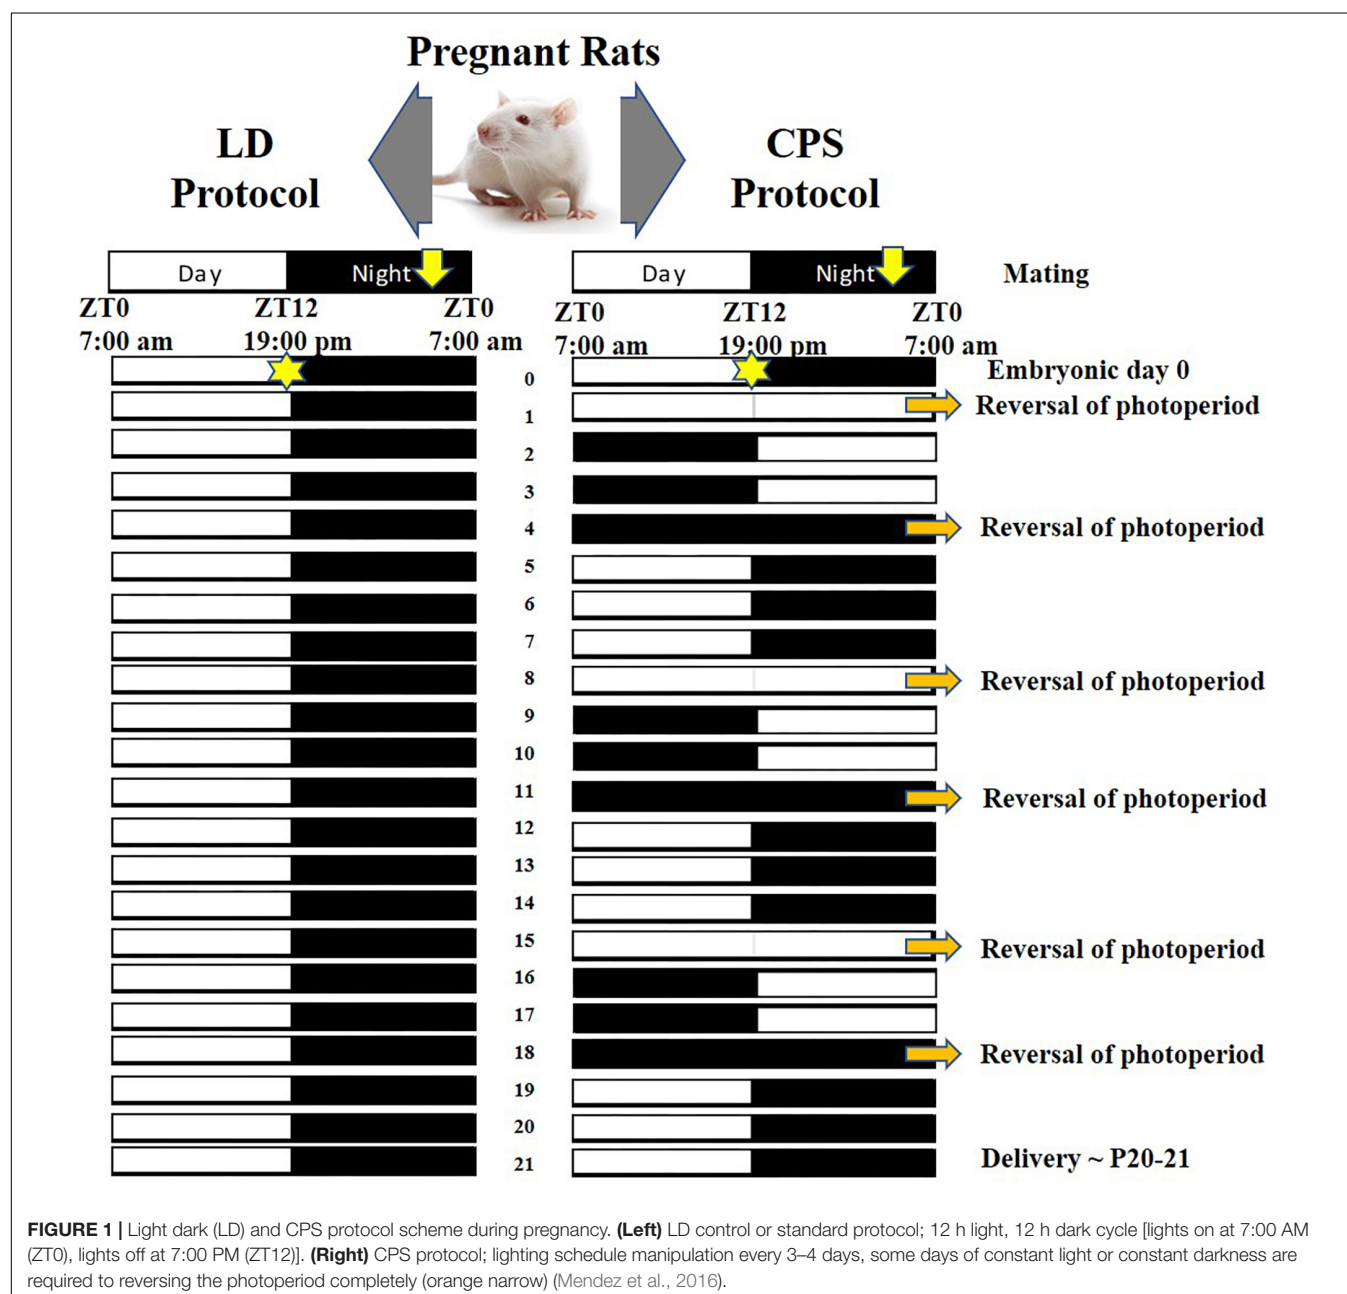 Pregnant Rats
LD
Protocol
CPS
Protocol
Day Night
Day Night
Mating
ZT0 ZT12 ZT0
7:00 am 19:00 pm 7:00 am
ZT0 ZT12 ZT0
7:00 am 19:00 pm 7:00 am
0 Embryonic day 0
1 Reversal of photoperiod
2
3
4 Reversal of photoperiod
5
6
7
8 Reversal of photoperiod
9
10
11 Reversal of photoperiod
12
13
14
15 Reversal of photoperiod
16
17
18 Reversal of photoperiod
19
20
21 Delivery ~ P20-21
FIGURE 1 | Light dark (LD) and CPS protocol scheme during pregnancy. (Left) LD control or standard protocol; 12 h light, 12 h dark cycle [lights on at 7:00 AM
(ZT0), lights off at 7:00 PM (ZT12)]. (Right) CPS protocol; lighting schedule manipulation every 3–4 days, some days of constant light or constant darkness are
required to reversing the photoperiod completely (orange narrow) (Mendez et al., 2016).